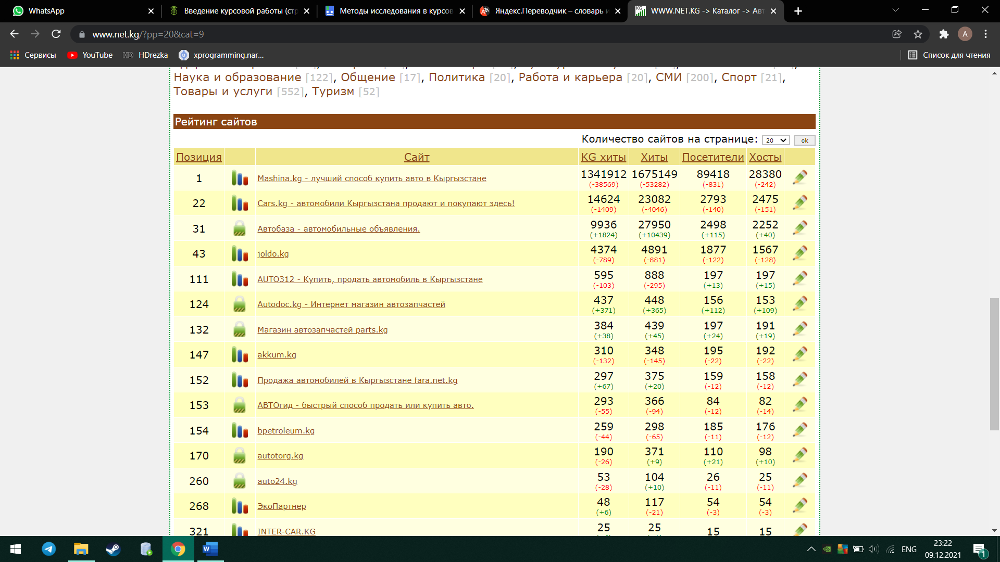 WhatsApp
Введение курсовой работы (стр
Методы исследования в курсов
Яндекс.Переводчик – словарь и
WWW.NET.KG -> Каталог -> Авт
www.net.kg/?pp=20&cat=9
A
Сервисы
YouTube
HD HDrezka
xprogramming.nar...
Список для чтения
Наука и образование [122], Общение [17], Политика [20], Работа и карьера [20], СМИ [200], Спорт [21],
Товары и услуги [552], Туризм [52]
Рейтинг сайтов
Количество сайтов на странице: 20 ok
Позиция Сайт KG хиты Хиты Посетители Хосты
1 Mashina.kg - лучший способ купить авто в Кыргызстане 1341912 1675149 89418 28380
(-38569) (-53282) (-831) (-242)
22 Cars.kg - автомобили Кыргызстана продают и покупают здесь! 14624 23082 2793 2475
(-1409) (-4046) (-140) (-151)
31 Автобаза - автомобильные объявления. 9936 27950 2498 2252
(+1824) (+10439) (+115) (+40)
43 joldo.kg 4374 4891 1877 1567
(-789) (-881) (-122) (-128)
111 AUTO312 - Купить, продать автомобиль в Кыргызстане 595 888 197 197
(-103) (-295) (+13) (+15)
124 Autodoc.kg - Интернет магазин автозапчастей 437 448 156 153
(+371) (+365) (+112) (+109)
132 Магазин автозапчастей parts.kg 384 439 197 191
(+38) (+45) (+24) (+19)
147 akkum.kg 310 348 195 192
(-132) (-145) (-22) (-22)
152 Продажа автомобилей в Кыргызстане fara.net.kg 297 375 159 158
(+67) (+20) (-12) (-12)
153 АВТОгид - быстрый способ продать или купить авто. 293 366 84 82
(-55) (-94) (-12) (-14)
154 bpetroleum.kg 259 298 185 176
(-44) (-65) (-11) (-12)
170 autotorg.kg 190 371 110 98
(-26) (+9) (+21) (+10)
260 auto24.kg 53 104 26 25
(-28) (+10) (-11) (-11)
268 ЭкоПартнер 48 117 54 54
(+6) (-21) (-3) (-3)
321 INTER-CAR.KG 25 25 15 15
ENG
23:22
09.12.2021
1